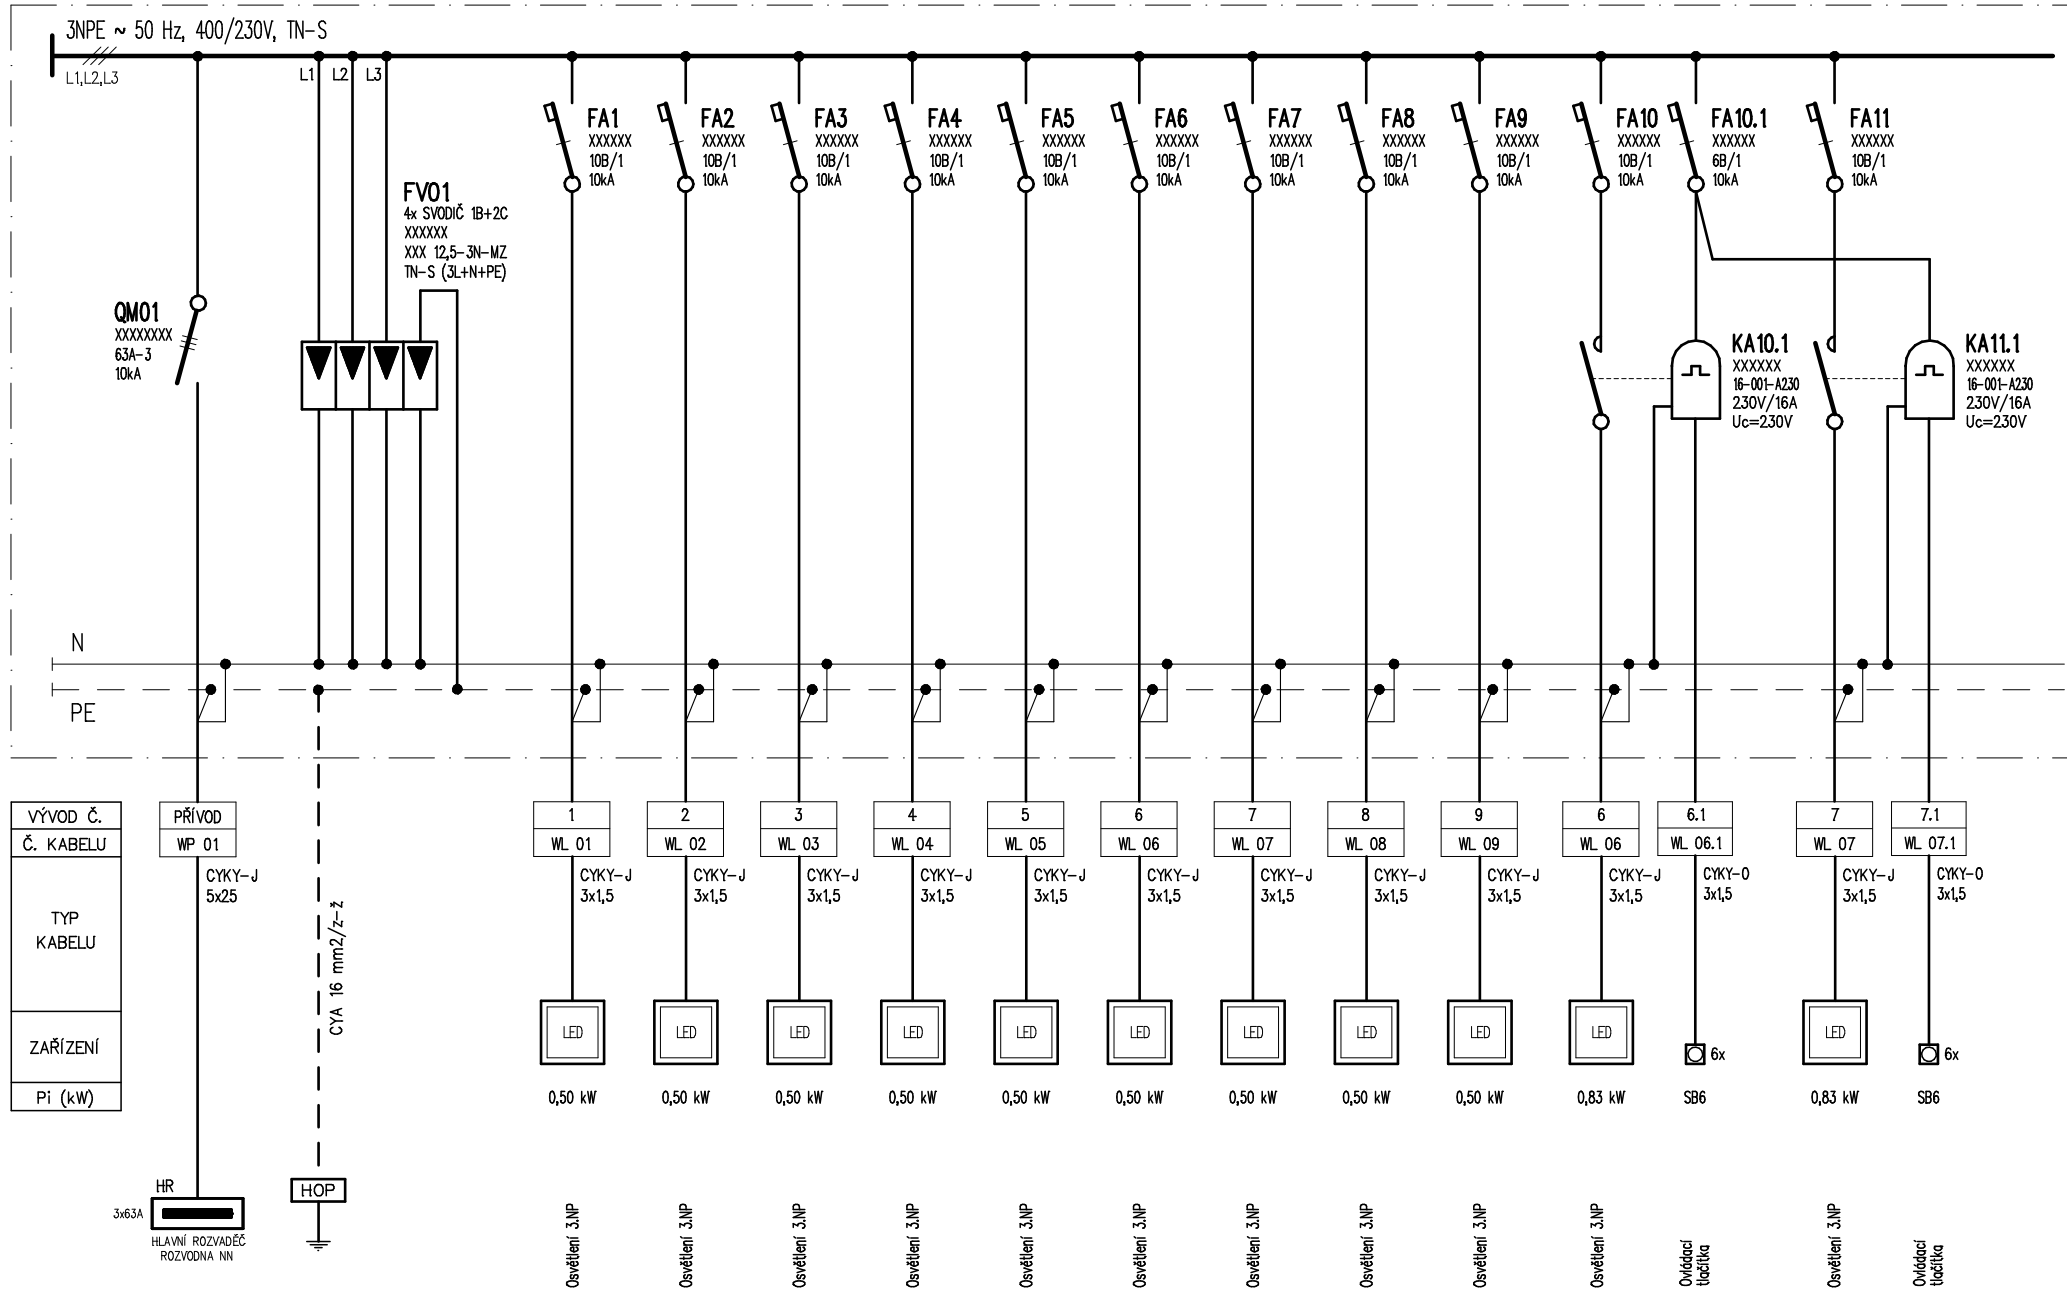 3NPE ~ 50 Hz, 400/230V, TN-S
L1,L2,L3
L1
L2
L3
QM01
XXXXXXXX
63A-3
10kA
FV01
4x SVODIČ 1B+2C
XXXXXX
XXX 12,5-3N-MZ
TN-S (3L+N+PE)
FA1
XXXXXX
10B/1
10kA
FA2
XXXXXX
10B/1
10kA
FA3
XXXXXX
10B/1
10kA
FA4
XXXXXX
10B/1
10kA
FA5
XXXXXX
10B/1
10kA
FA6
XXXXXX
10B/1
10kA
FA7
XXXXXX
10B/1
10kA
FA8
XXXXXX
10B/1
10kA
FA9
XXXXXX
10B/1
10kA
FA10
XXXXXX
10B/1
10kA
FA10.1
XXXXXX
6B/1
10kA
FA11
XXXXXX
10B/1
10kA
KA10.1
XXXXXX
16-001-A230
230V/16A
Uc=230V
KA11.1
XXXXXX
16-001-A230
230V/16A
Uc=230V
N
PE
VÝVOD Č.
PŘÍVOD
1
2
3
4
5
6
7
8
9
6
6.1
7
7.1
Č. KABELU
WP 01
WL 01
WL 02
WL 03
WL 04
WL 05
WL 06
WL 07
WL 08
WL 09
WL 06
WL 06.1
WL 07
WL 07.1
TYP
KABELU
CYKY-J
5x25
CYA 16 mm2/z-ž
CYKY-J
3x1,5
CYKY-J
3x1,5
CYKY-J
3x1,5
CYKY-J
3x1,5
CYKY-J
3x1,5
CYKY-J
3x1,5
CYKY-J
3x1,5
CYKY-J
3x1,5
CYKY-J
3x1,5
CYKY-J
3x1,5
CYKY-O
3x1,5
CYKY-J
3x1,5
CYKY-O
3x1,5
ZAŘÍZENÍ
LED
LED
LED
LED
LED
LED
LED
LED
LED
LED
6x
LED
6x
Pi (kW)
0,50 kW
0,50 kW
0,50 kW
0,50 kW
0,50 kW
0,50 kW
0,50 kW
0,50 kW
0,50 kW
0,83 kW
SB6
0,83 kW
SB6
HR
3x63A
HLAVNÍ ROZVADĚČ
ROZVODNA NN
HOP
Osvětlení 3.NP
Osvětlení 3.NP
Osvětlení 3.NP
Osvětlení 3.NP
Osvětlení 3.NP
Osvětlení 3.NP
Osvětlení 3.NP
Osvětlení 3.NP
Osvětlení 3.NP
Osvětlení 3.NP
Ovládací
tlačítka
Osvětlení 3.NP
Ovládací
tlačítka